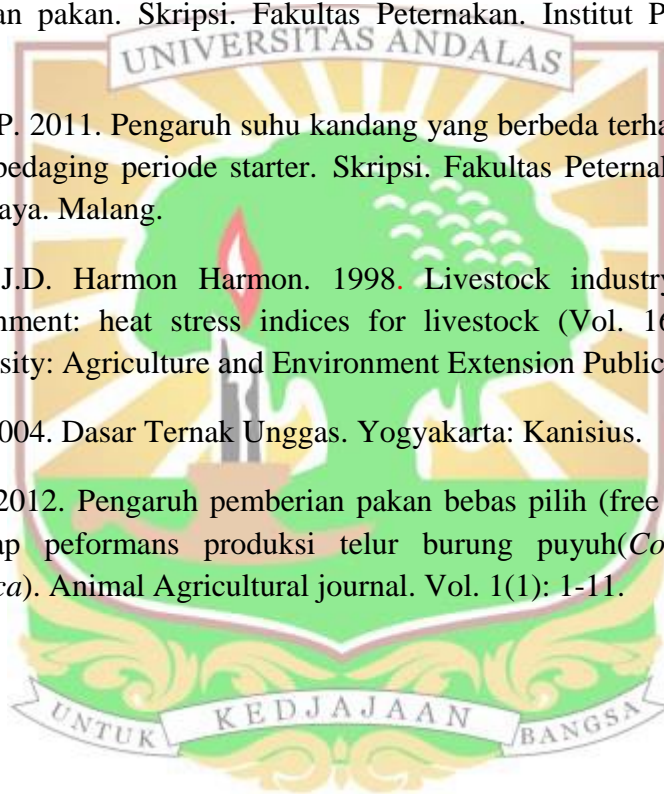 an pakan. Skripsi. Fakultas Peternakan. Institut P
UNIVERSITAS ANDALAS
P. 2011. Pengaruh suhu kandang yang berbeda terha
pedaging periode starter. Skripsi. Fakultas Peternal
aya. Malang.
J.D. Harmon Harmon. 1998. Livestock industry
nment: heat stress indices for livestock (Vol. 16
sity: Agriculture and Environment Extension Public
004. Dasar Ternak Unggas. Yogyakarta: Kanisius.
2012. Pengaruh pemberian pakan bebas pilih (free
ap peformans produksi telur burung puyuh(Co
ca). Animal Agricultural journal. Vol. 1(1): 1-11.
UNTUK KEDJAJAAN BANGSA